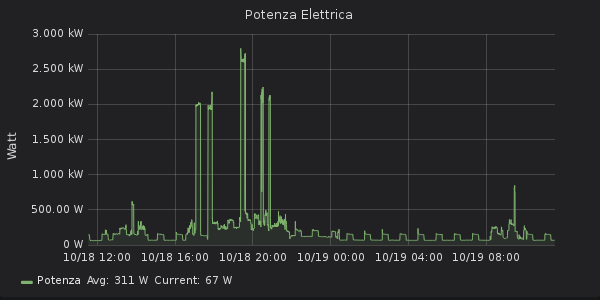 Potenza Elettrica
3.000 kW
2.500 kW
2.000 kW
1.500 kW
1.000 kW
500.00 W
0 W
Watt
10/18 12:00 10/18 16:00 10/18 20:00 10/19 00:00 10/19 04:00 10/19 08:00
Potenza Avg: 311 W Current: 67 W